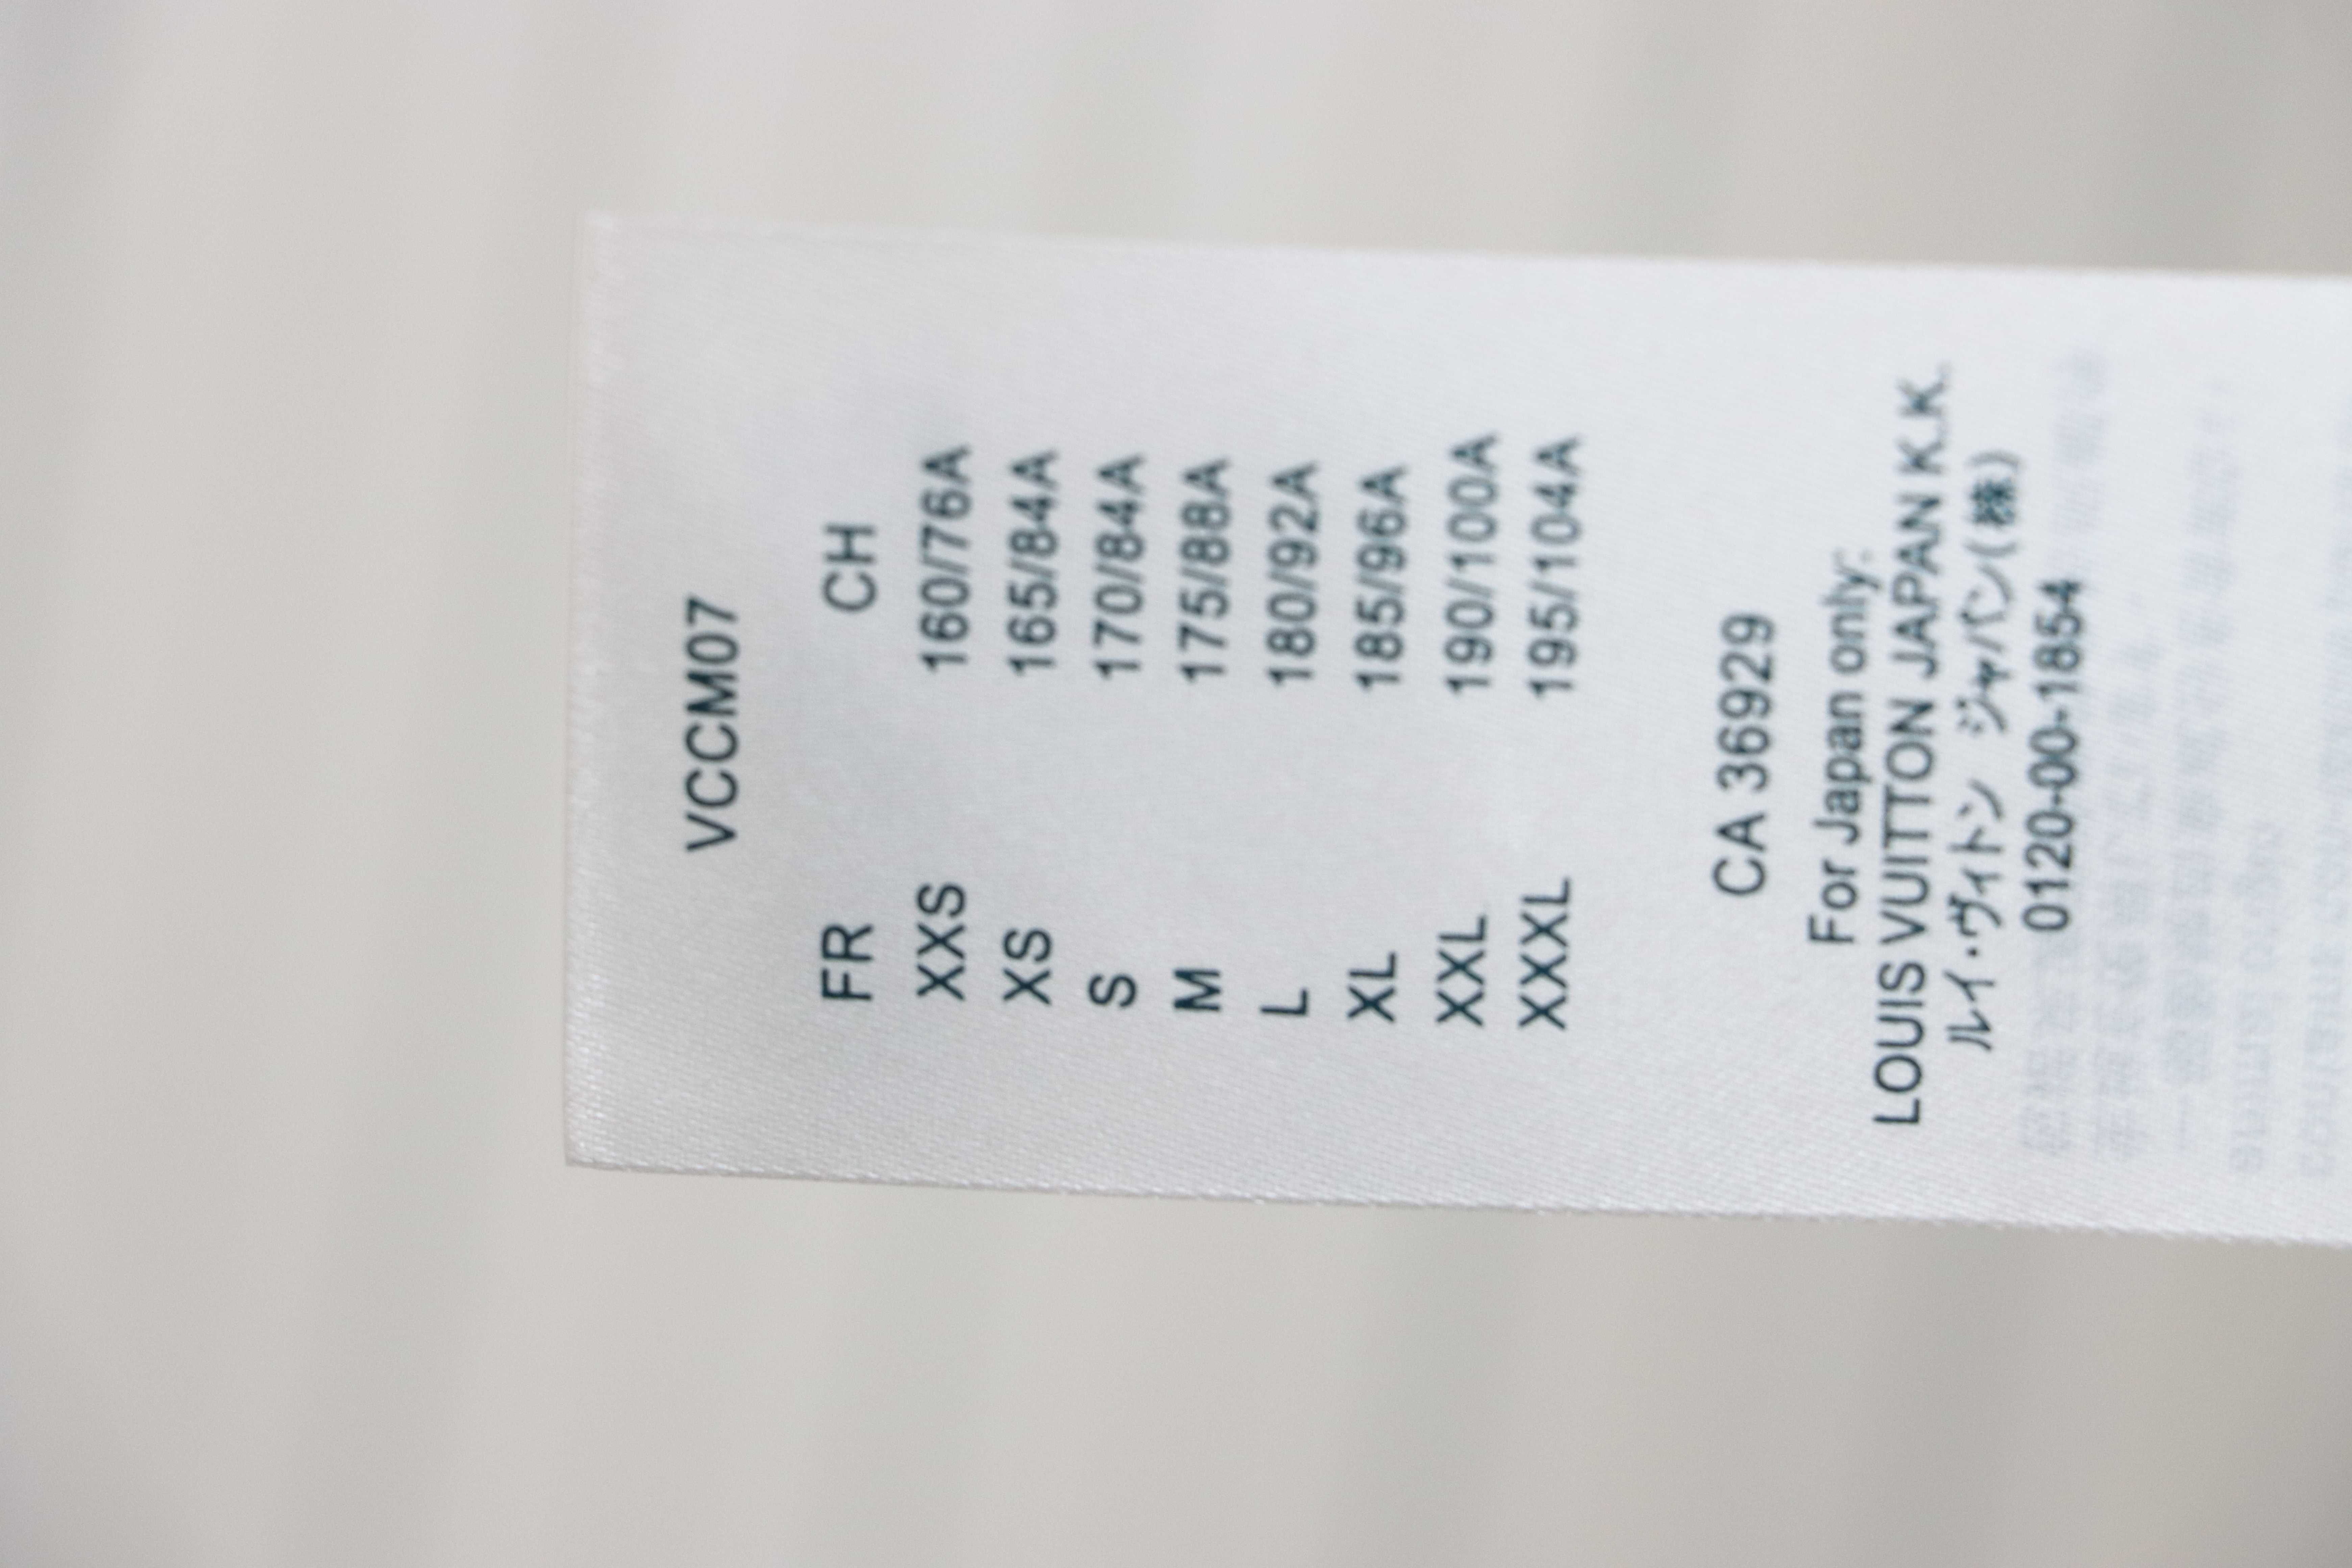 VCCM07
FR CH
XXS 160/76A
XS 165/84A
S 170/84A
M 175/88A
L 180/92A
XL 185/96A
XXL 190/100A
XXXL 195/104A
CA 36929
For Japan only:
LOUIS VUITTON JAPAN K.K.
ルイ・ヴィトン ジャパン(株)
0120-00-1854